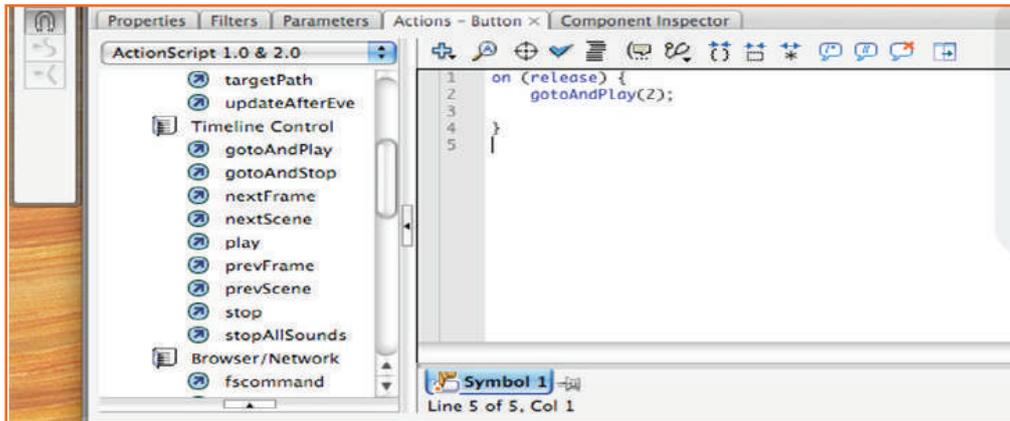 Properties Filters Parameters Actions – Button × Component Inspector
ActionScript 1.0 & 2.0
targetPath
updateAfterEve
Timeline Control
gotoAndPlay
gotoAndStop
nextFrame
nextScene
play
prevFrame
prevScene
stop
stopAllSounds
Browser/Network
fscommand
1 on (release) {
2 gotoAndPlay(2);
3
4 }
5
Symbol 1
Line 5 of 5, Col 1